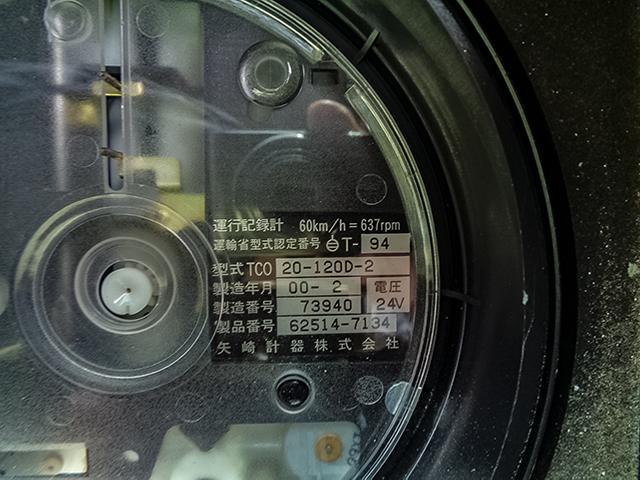 運行記録計 60km/h=637rpm
運輸省型式認定番号 T- 94
型式TCO 20-120D-2
製造年月 00- 2 電圧
製造番号 73940 24V
製品番号 62514-7134
矢崎計器株式会社